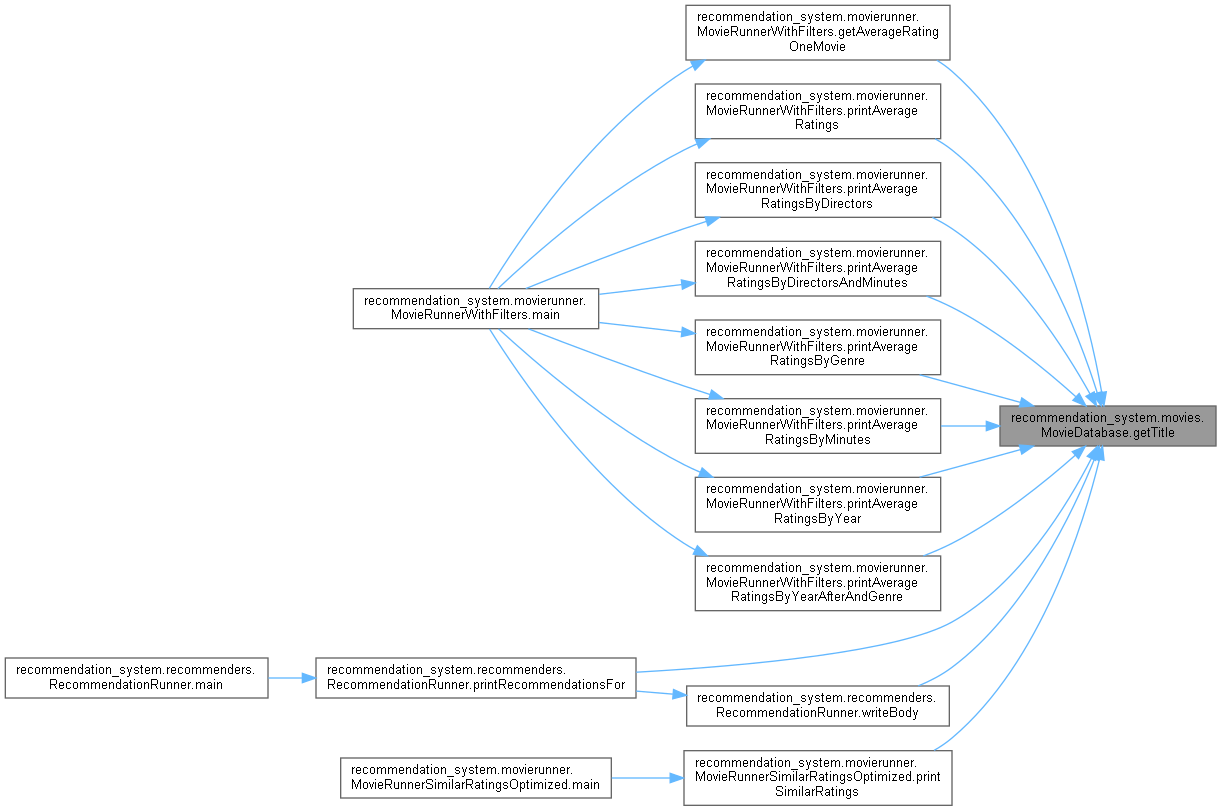 recommendation_system.movierunner.
MovieRunnerWithFilters.getAverageRating
OneMovie
recommendation_system.movierunner.
MovieRunnerWithFilters.printAverage
Ratings
recommendation_system.movierunner.
MovieRunnerWithFilters.printAverage
RatingsByDirectors
recommendation_system.movierunner.
MovieRunnerWithFilters.printAverage
RatingsByDirectorsAndMinutes
recommendation_system.movierunner.
MovieRunnerWithFilters.main
recommendation_system.movierunner.
MovieRunnerWithFilters.printAverage
RatingsByGenre
recommendation_system.movierunner.
MovieRunnerWithFilters.printAverage
RatingsByMinutes
recommendation_system.movies.
MovieDatabase.getTitle
recommendation_system.movierunner.
MovieRunnerWithFilters.printAverage
RatingsByYear
recommendation_system.movierunner.
MovieRunnerWithFilters.printAverage
RatingsByYearAfterAndGenre
recommendation_system.recommenders.
RecommendationRunner.main
recommendation_system.recommenders.
RecommendationRunner.printRecommendationsFor
recommendation_system.recommenders.
RecommendationRunner.writeBody
recommendation_system.movierunner.
MovieRunnerSimilarRatingsOptimized.main
recommendation_system.movierunner.
MovieRunnerSimilarRatingsOptimized.print
SimilarRatings